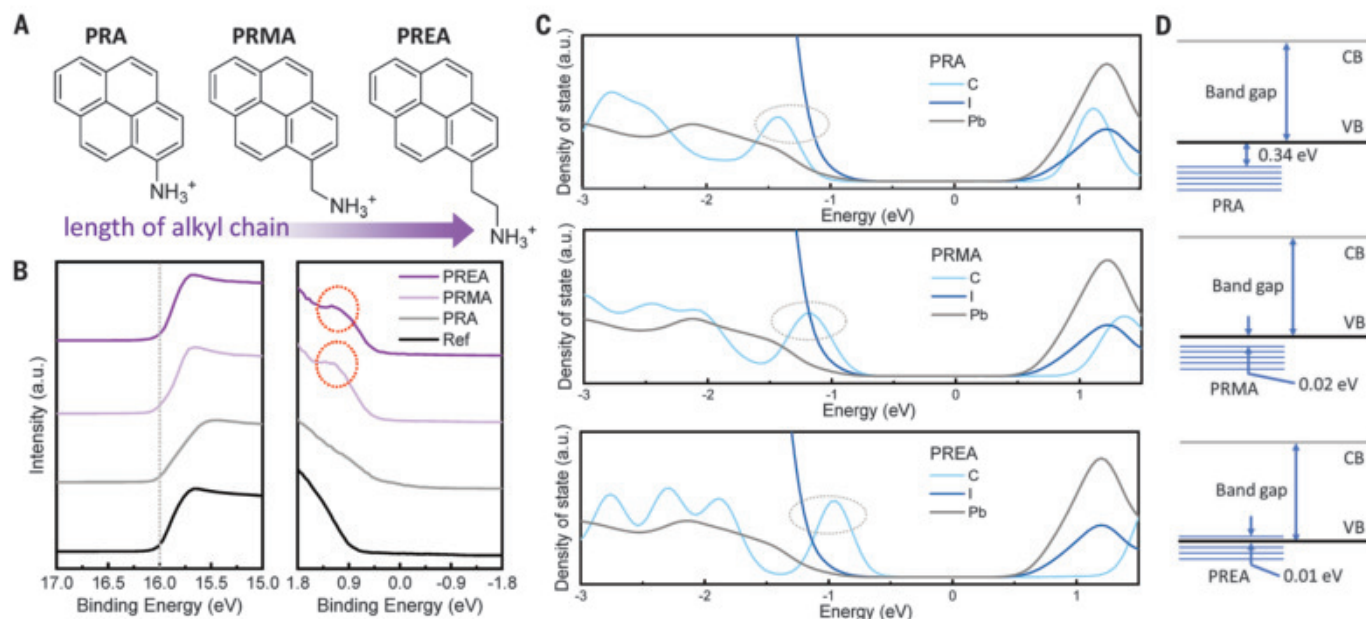 A
PRA
PRMA
PREA
NH3+
NH3+
NH3+
length of alkyl chain
B
Intensity (a.u.)
PREA
PRMA
PRA
Ref
17.0 16.5 16.0 15.5 15.0
Binding Energy (eV)
1.8 0.9 0.0 -0.9 -1.8
Binding Energy (eV)
C
Density of state (a.u.)
PRA
C
I
Pb
-3 -2 -1 0 1
Energy (eV)
Density of state (a.u.)
PRMA
C
I
Pb
-3 -2 -1 0 1
Energy (eV)
Density of state (a.u.)
PREA
C
I
Pb
-3 -2 -1 0 1
Energy (eV)
D
CB
Band gap
VB
0.34 eV
PRA
CB
Band gap
VB
PRMA
0.02 eV
CB
Band gap
VB
PREA
0.01 eV